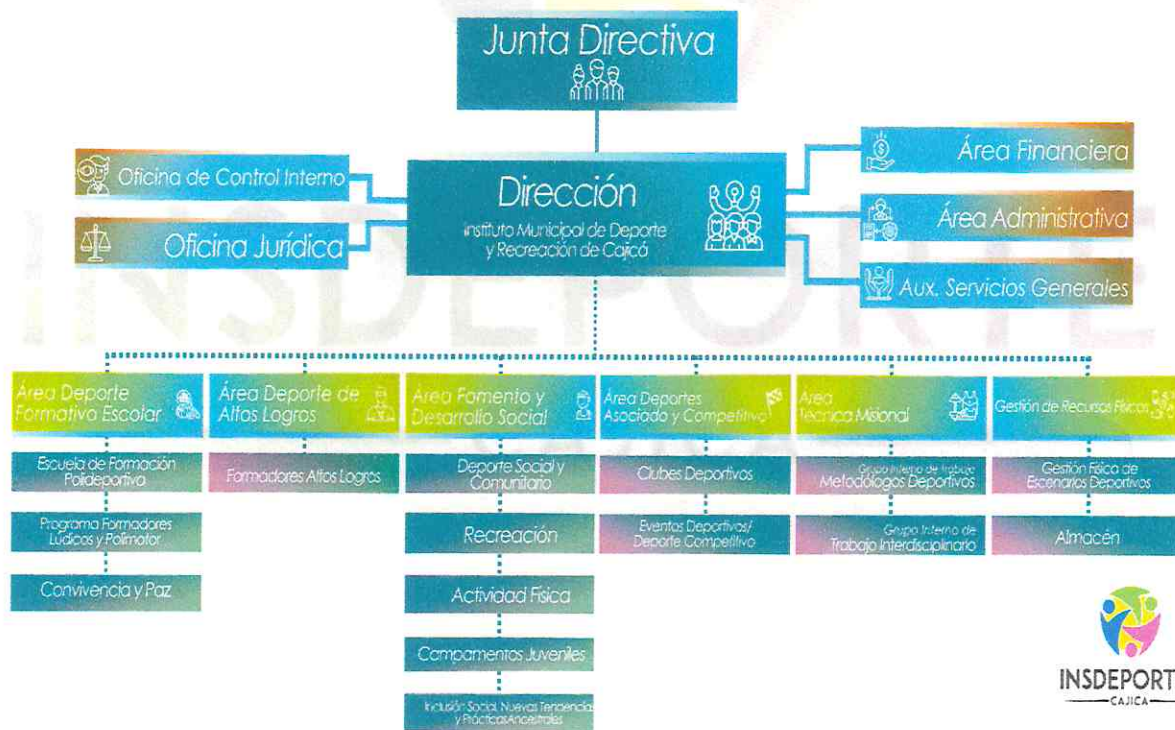 Junta Directiva
Oficina de Control Interno
Oficina Jurídica
Dirección
Instituto Municipal de Deporte
y Recreación de Cajicá
Área Financiera
Área Administrativa
Aux. Servicios Generales
INSDEPORTE
Área Deporte
Formativo Escolar
Escuela de Formación
Polideportiva
Programa Formadores
Lúdicos y Polimotor
Convivencia y Paz
Área Deporte de
Altos Logros
Formadores Altos Logros
Área Fomento y
Desarrollo Social
Deporte Social y
Comunitario
Recreación
Actividad Física
Campamentos Juveniles
Inclusión Social, Nuevas Tendencias
y Prácticas Ancestrales
Área Deportes
Asociado y Competitivo
Clubes Deportivos
Eventos Deportivos/
Deporte Competitivo
Área
Técnica Misional
Grupo Interno de Trabajo
Metodólogos Deportivos
Grupo Interno de
Trabajo Interdisciplinario
Gestión de Recursos Físicos
Gestión Física de
Escenarios Deportivos
Almacén
INSDEPORT
CAJICA